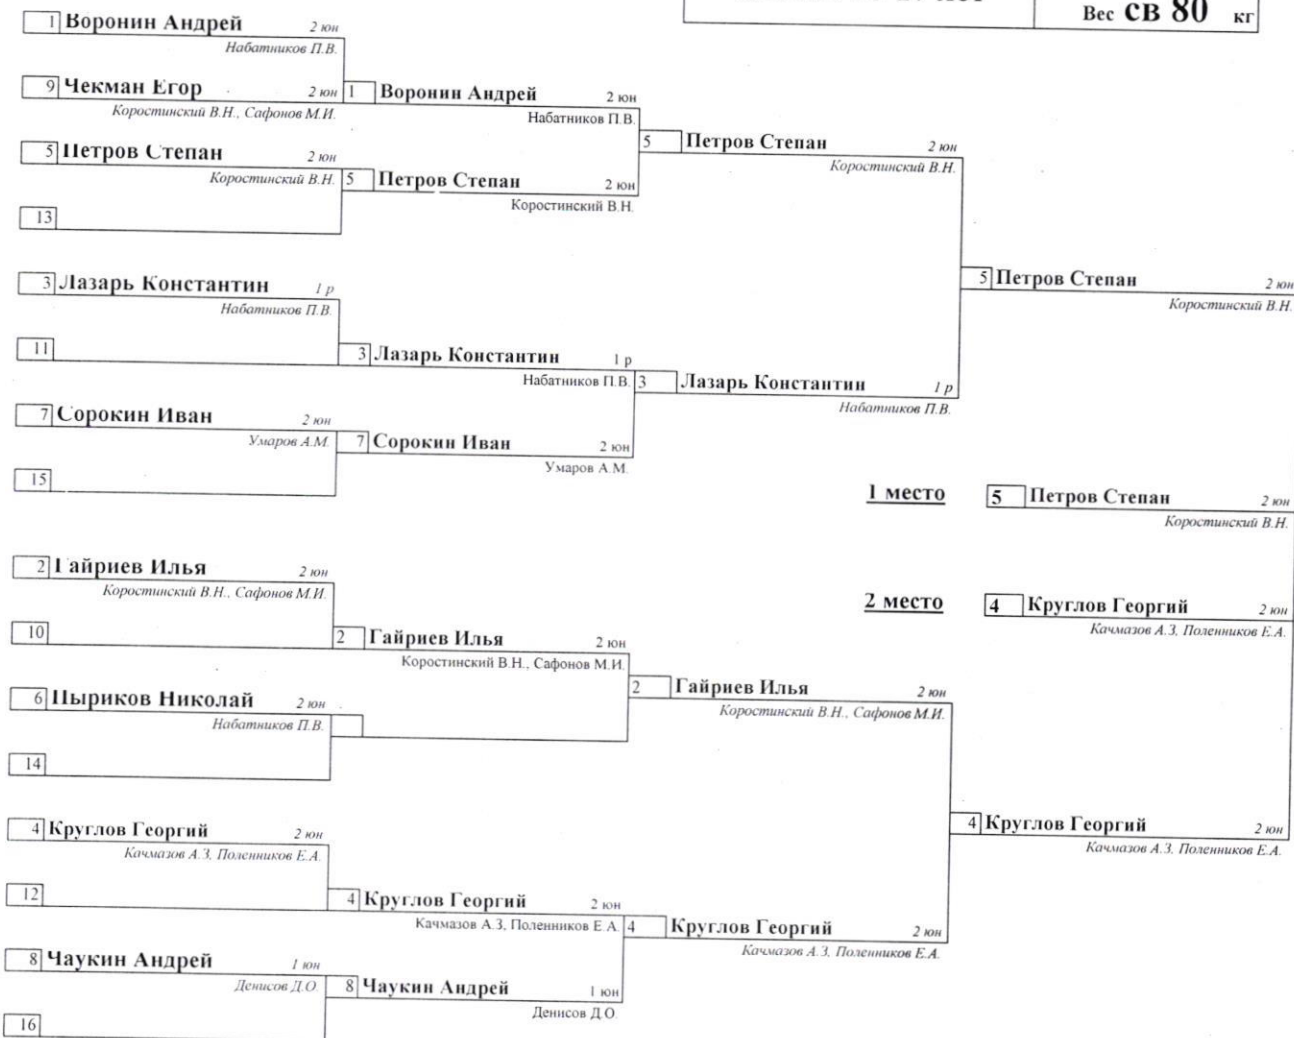 Вес св 80 кг
1 Воронин Андрей 2 юн
Набатников П.В.
9 Чекман Егор 2 юн
Коростинский В.Н., Сафонов М.И.
1 Воронин Андрей 2 юн
Набатников П.В.
5 Петров Степан 2 юн
Коростинский В.Н.
5 Петров Степан 2 юн
Коростинский В.Н.
5 Петров Степан 2 юн
Коростинский В.Н.
13
5 Петров Степан 2 юн
Коростинский В.Н.
3 Лазарь Константин 1 р
Набатников П.В.
11
3 Лазарь Константин 1 р
Набатников П.В.
3 Лазарь Константин 1 р
Набатников П.В.
7 Сорокин Иван 2 юн
Умаров А.М.
7 Сорокин Иван 2 юн
Умаров А.М.
15
1 место 5 Петров Степан 2 юн
Коростинский В.Н.
2 Гайриев Илья 2 юн
Коростинский В.Н., Сафонов М.И.
2 место 4 Круглов Георгий 2 юн
Качмазов А.З, Поленников Е.А.
10
2 Гайриев Илья 2 юн
Коростинский В.Н., Сафонов М.И.
2 Гайриев Илья 2 юн
Коростинский В.Н., Сафонов М.И.
6 Пыриков Николай 2 юн
Набатников П.В.
14
4 Круглов Георгий 2 юн
Качмазов А.З, Поленников Е.А.
4 Круглов Георгий 2 юн
Качмазов А.З, Поленников Е.А.
12
4 Круглов Георгий 2 юн
Качмазов А.З, Поленников Е.А.
4 Круглов Георгий 2 юн
Качмазов А.З, Поленников Е.А.
8 Чаукин Андрей 1 юн
Денисов Д.О.
8 Чаукин Андрей 1 юн
Денисов Д.О.
16